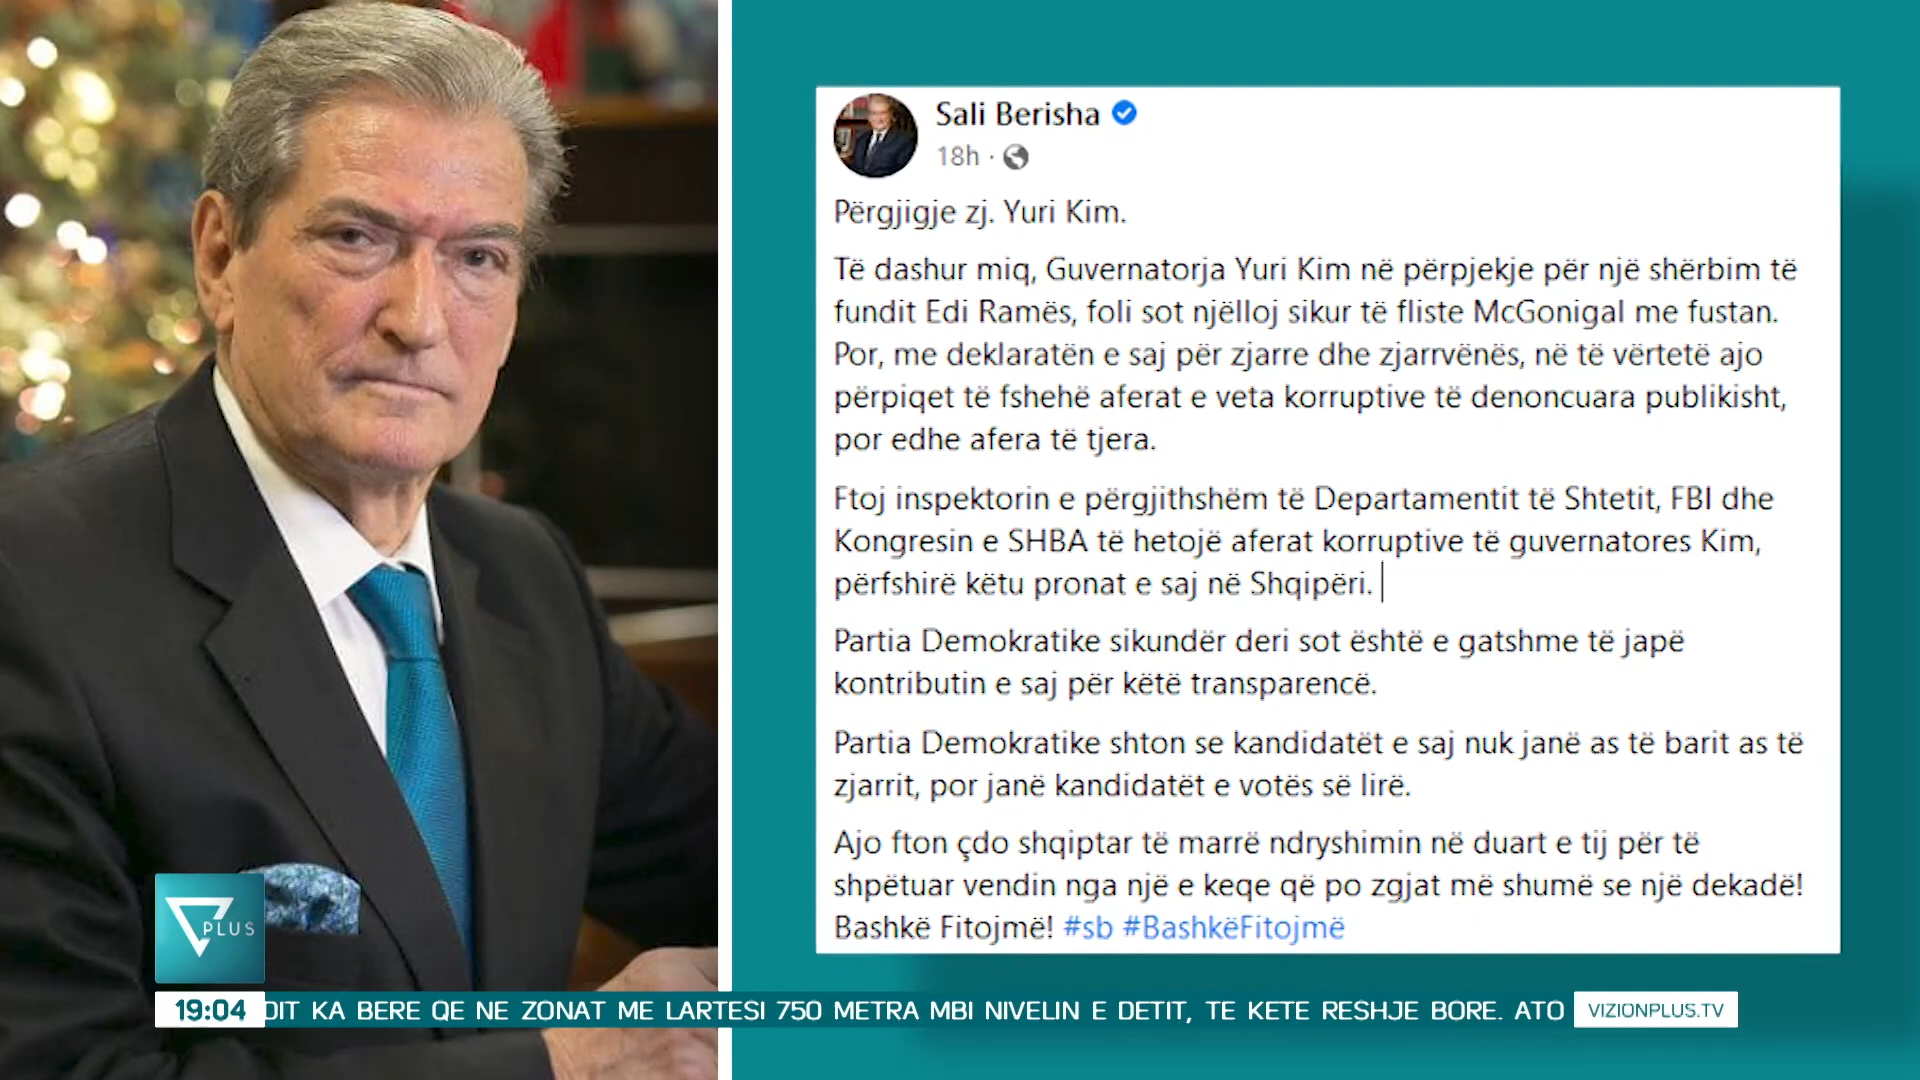 Sali Berisha
18h ·
Përgjigje zj. Yuri Kim.
Të dashur miq, Guvernatorja Yuri Kim në përpjekje për një shërbim të
fundit Edi Ramës, foli sot njëlloj sikur të fliste McGonigal me fustan.
Por, me deklaratën e saj për zjarre dhe zjarrvënës, në të vërtetë ajo
përpiqet të fshehë aferat e veta korruptive të denoncuara publikisht,
por edhe afera të tjera.
Ftoj inspektorin e përgjithshëm të Departamentit të Shtetit, FBI dhe
Kongresin e SHBA të hetojë aferat korruptive të guvernatores Kim,
përfshirë këtu pronat e saj në Shqipëri.
Partia Demokratike sikundër deri sot është e gatshme të japë
kontributin e saj për këtë transparencë.
Partia Demokratike shton se kandidatët e saj nuk janë as të barit as të
zjarrit, por janë kandidatët e votës së lirë.
Ajo fton çdo shqiptar të marrë ndryshimin në duart e tij për të
shpëtuar vendin nga një e keqe që po zgjat më shumë se një dekadë!
Bashkë Fitojmë! #sb #BashkëFitojmë
PLUS
19:04 DIT KA BERE QE NE ZONAT ME LARTESI 750 METRA MBI NIVELIN E DETIT, TE KETE RESHJE BORE. ATO VIZIONPLUS.TV